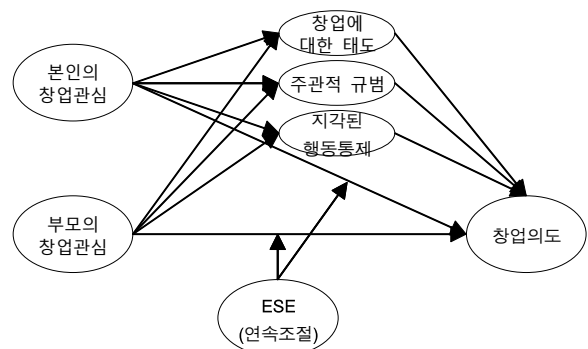 창업에
대한 태도
본인의
창업관심
주관적 규범
지각된
행동통제
부모의
창업관심
창업의도
ESE
(연속조절)